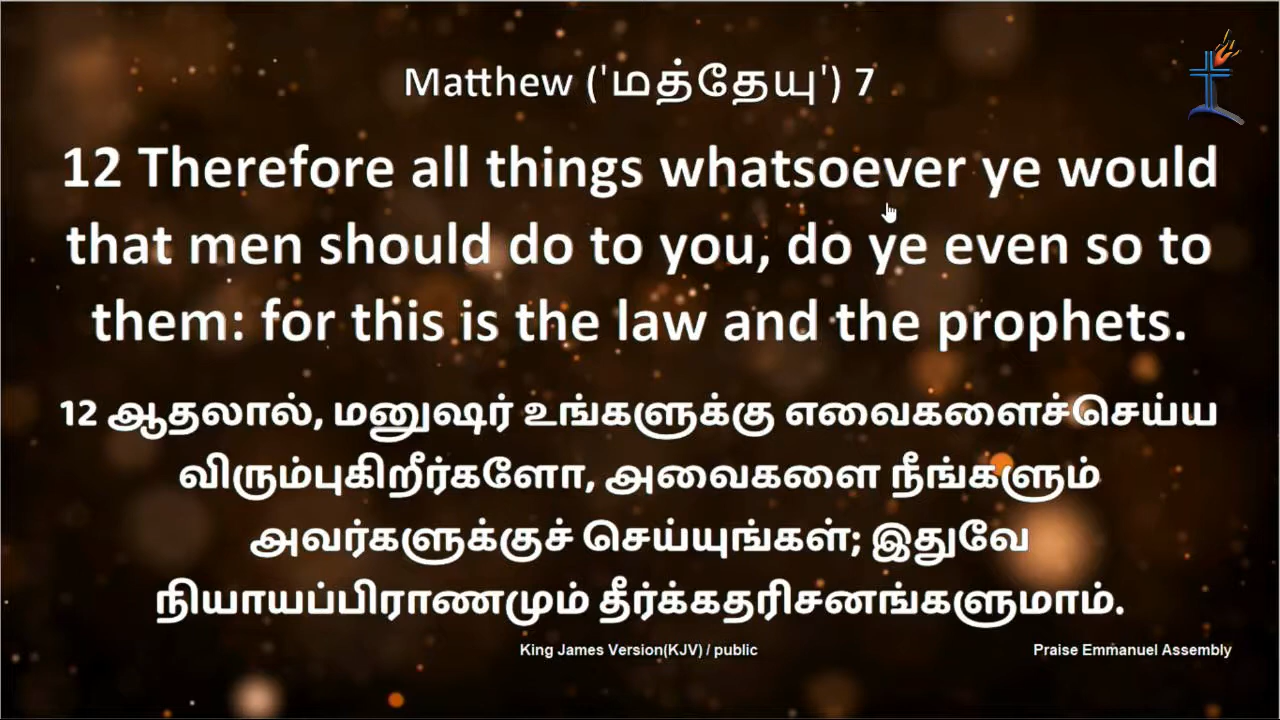 Matthew ('மத்தேயு') 7
12 Therefore all things whatsoever ye would
that men should do to you, do ye even so to
them: for this is the law and the prophets.
12 ஆதலால், மனுஷர் உங்களுக்கு எவைகளைச்செய்ய
விரும்புகிறீர்களோ, அவைகளை நீங்களும்
அவர்களுக்குச் செய்யுங்கள்; இதுவே
நியாயப்பிராணமும் தீர்க்கதரிசனங்களுமாம்.
King James Version(KJV) / public
Praise Emmanuel Assembly